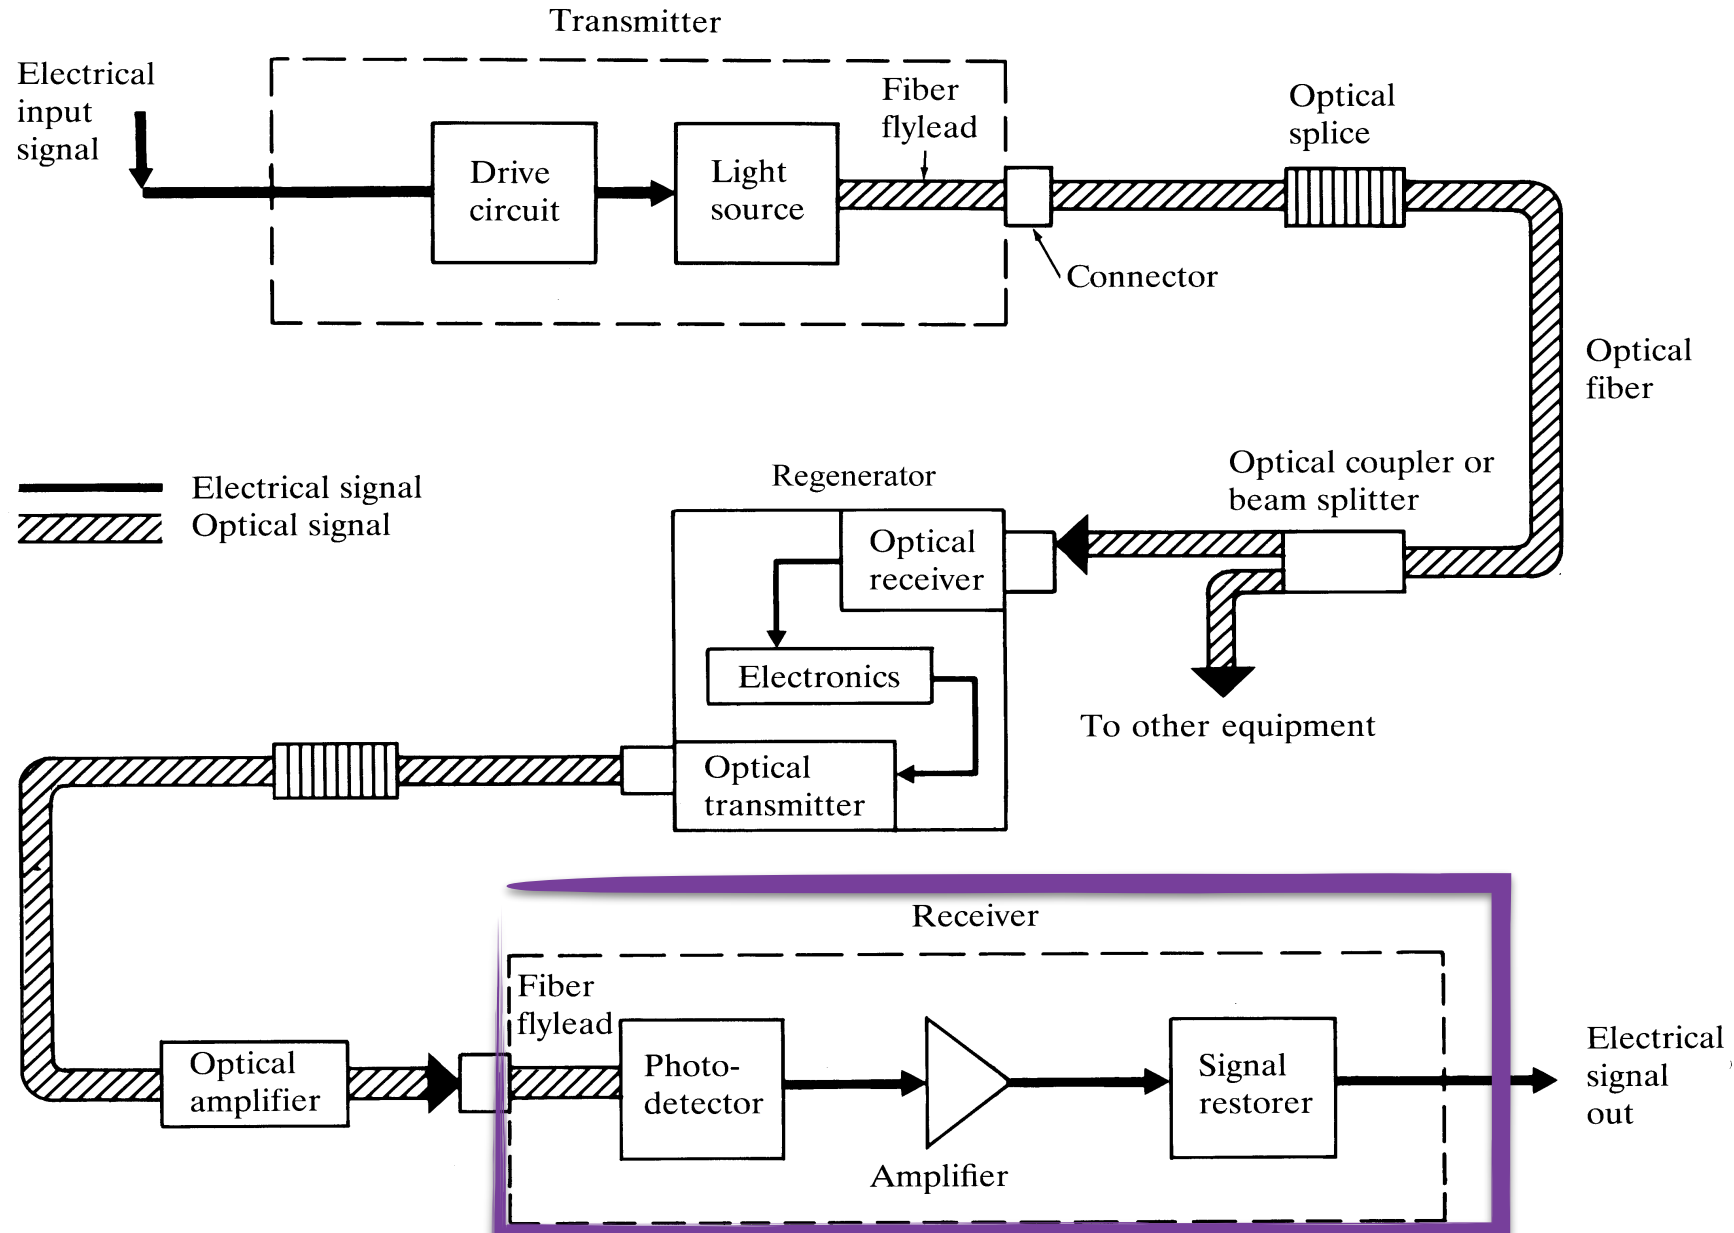 Transmitter
Electrical
input
signal
Drive
circuit
Light
source
Fiber
flylead
Connector
Optical
splice
Optical
fiber
Electrical signal
Optical signal
Regenerator
Optical
receiver
Electronics
Optical
transmitter
Optical coupler or
beam splitter
To other equipment
Receiver
Optical
amplifier
Fiber
flylead
Photo-
detector
Amplifier
Signal
restorer
Electrical
signal
out